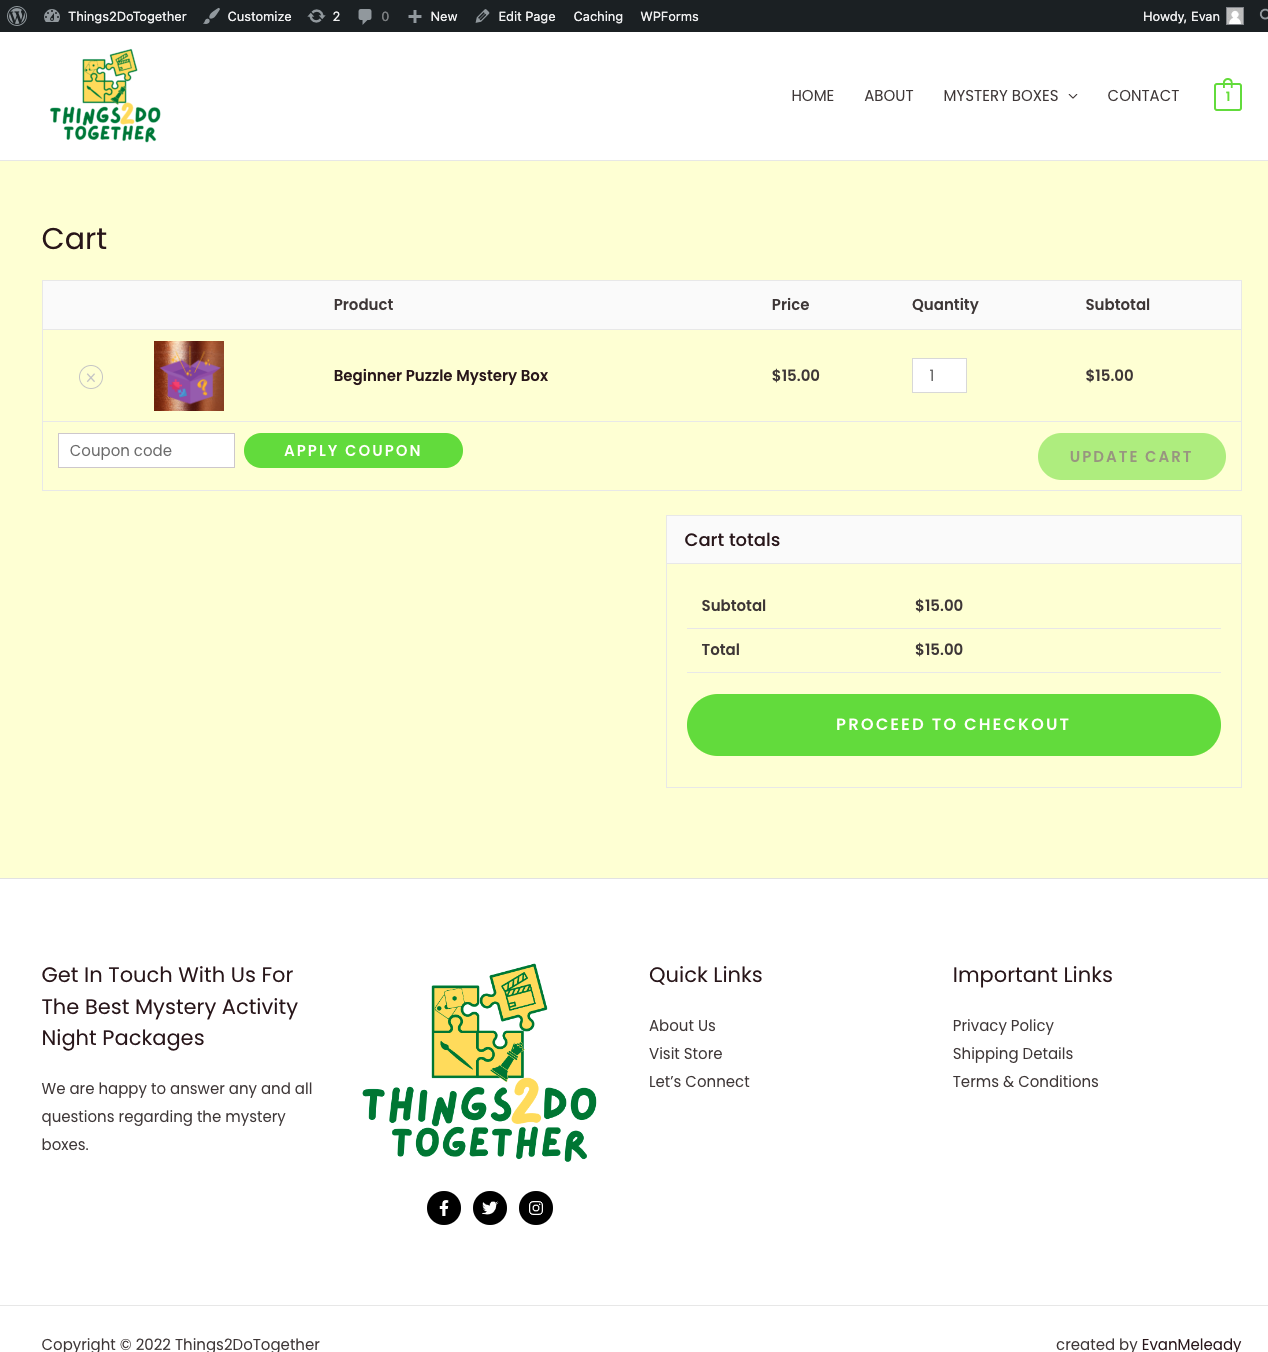 Things2DoTogether Customize 2 0 New Edit Page Caching WPForms Howdy, Evan
THINGS2DO
TOGETHER
HOME ABOUT MYSTERY BOXES CONTACT 1
Cart
Product Price Quantity Subtotal
Beginner Puzzle Mystery Box $15.00 1 $15.00
Coupon code APPLY COUPON UPDATE CART
Cart totals
Subtotal $15.00
Total $15.00
PROCEED TO CHECKOUT
Get In Touch With Us For
The Best Mystery Activity
Night Packages
We are happy to answer any and all
questions regarding the mystery
boxes.
THINGS2DO
TOGETHER
Quick Links
About Us
Visit Store
Let’s Connect
Important Links
Privacy Policy
Shipping Details
Terms & Conditions
Copyright © 2022 Things2DoTogether created by EvanMeleady